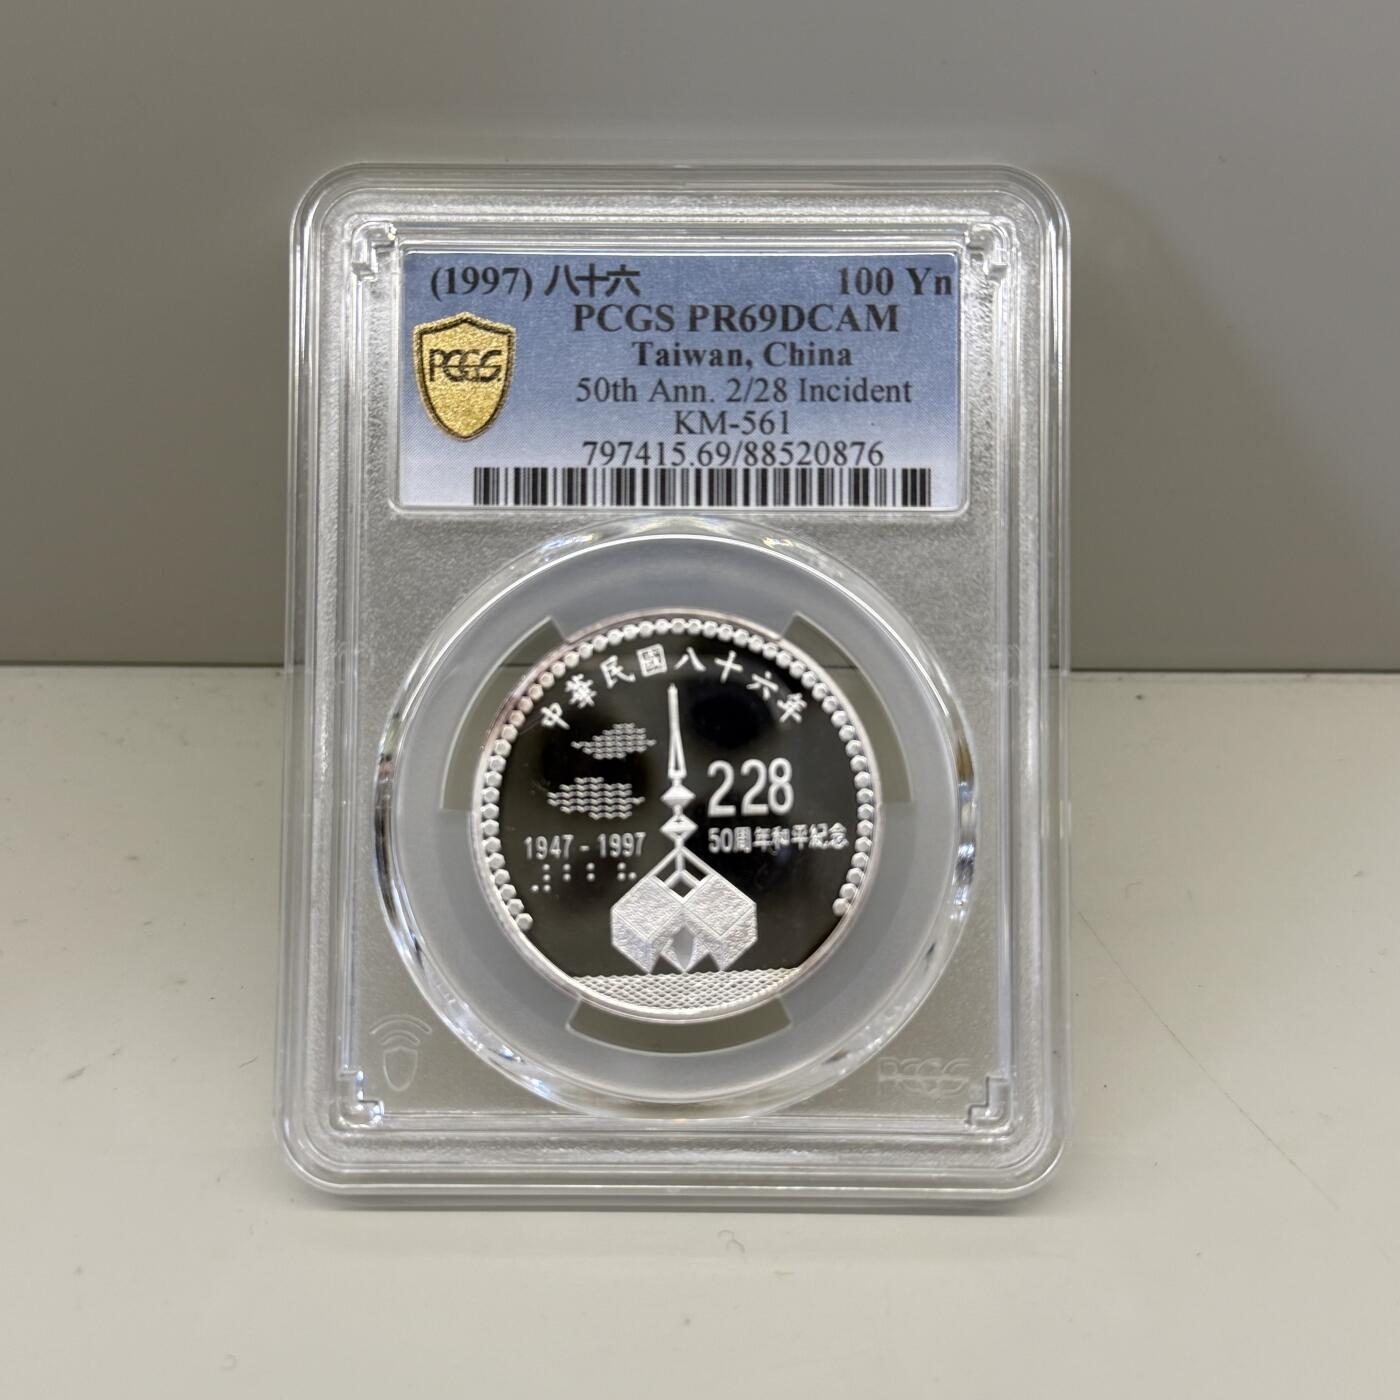 (1997) 八十六 100 Yn
PCGS PR69DCAM
Taiwan, China
50th Ann. 2/28 Incident
KM-561
797415.69/88520876
PCGS
中華民國八十六年
228
50周年和平紀念
1947-1997
PCGS